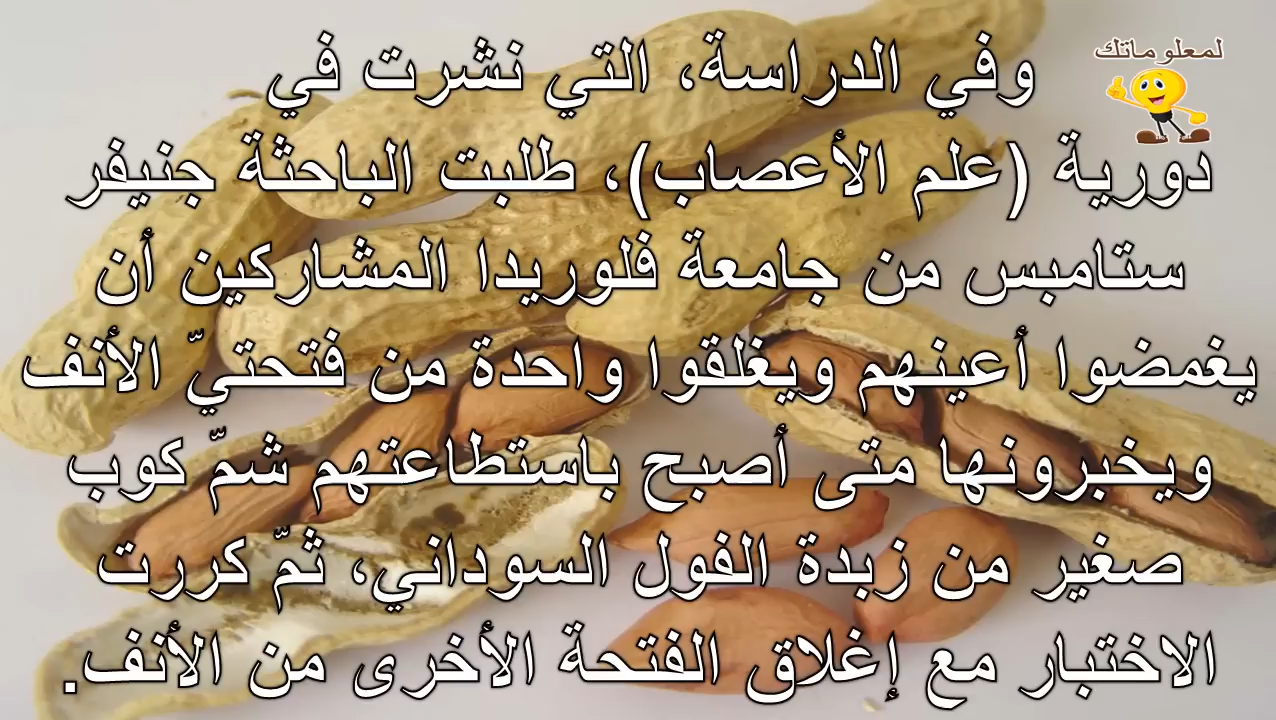 لمعلوماتك
وفي الدراسة، التي نشرت في
دورية (علم الأعصاب)، طلبت الباحثة جنيفر
ستامبس من جامعة فلوريدا المشاركين أن
يغمضوا أعينهم ويغلقوا واحدة من فتحتيّ الأنف
ويخبرونها متى أصبح باستطاعتهم شمّ كوب
صغير من زبدة الفول السوداني، ثمّ كررت
الاختبار مع إغلاق الفتحة الأخرى من الأنف.